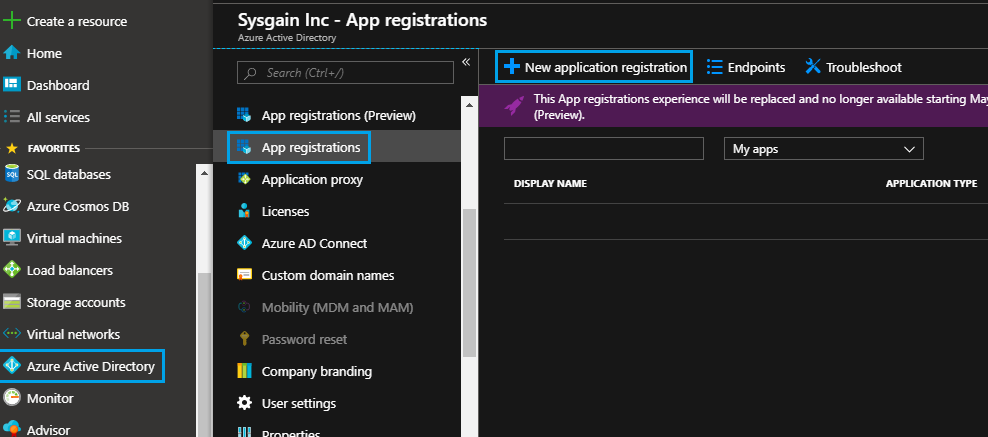 Create a resource
Home
Dashboard
All services
FAVORITES
SQL databases
Azure Cosmos DB
Virtual machines
Load balancers
Storage accounts
Virtual networks
Azure Active Directory
Monitor
Advisor
Sysgain Inc - App registrations
Azure Active Directory
Search (Ctrl+/)
App registrations (Preview)
App registrations
Application proxy
Licenses
Azure AD Connect
Custom domain names
Mobility (MDM and MAM)
Password reset
Company branding
User settings
Properties
New application registration
Endpoints
Troubleshoot
This App registrations experience will be replaced and no longer available starting May
(Preview).
My apps
DISPLAY NAME
APPLICATION TYPE